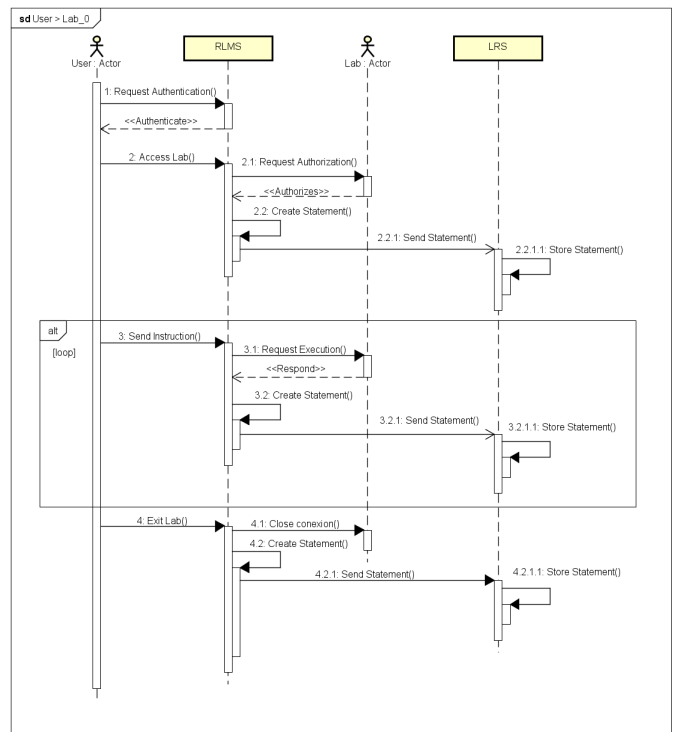 sd User > Lab_0
RLMS
LRS
User : Actor
Lab : Actor
1: Request Authentication()
<<Authenticate>>
2: Access Lab()
2.1: Request Authorization()
<<Authorizes>>
2.2: Create Statement()
2.2.1: Send Statement()
2.2.1.1: Store Statement()
alt
[loop]
3: Send Instruction()
3.1: Request Execution()
<<Respond>>
3.2: Create Statement()
3.2.1: Send Statement()
3.2.1.1: Store Statement()
4: Exit Lab()
4.1: Close conexion()
4.2: Create Statement()
4.2.1: Send Statement()
4.2.1.1: Store Statement()